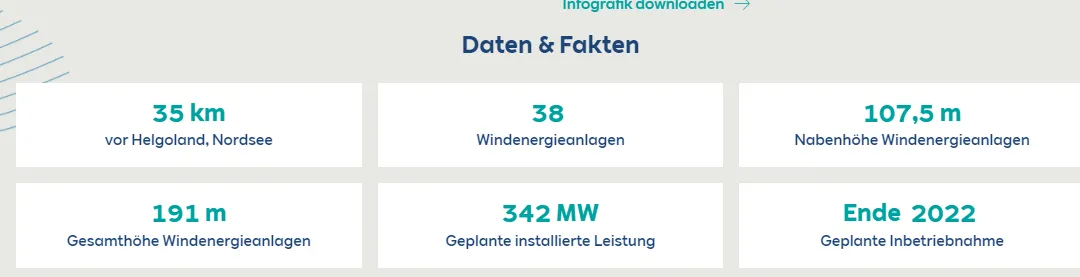 Infografik downloaden
Daten & Fakten
35 km
vor Helgoland, Nordsee
38
Windenergieanlagen
107,5 m
Nabenhöhe Windenergieanlagen
191 m
Gesamthöhe Windenergieanlagen
342 MW
Geplante installierte Leistung
Ende 2022
Geplante Inbetriebnahme